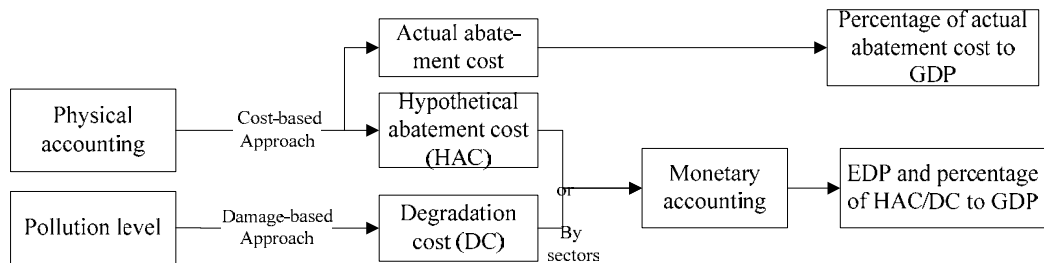 Actual abate-
ment cost
Percentage of actual
abatement cost to
GDP
Physical
accounting
Cost-based
Approach
Hypothetical
abatement cost
(HAC)
Pollution level
Damage-based
Approach
Degradation
cost (DC)
or
By
sectors
Monetary
accounting
EDP and percentage
of HAC/DC to GDP